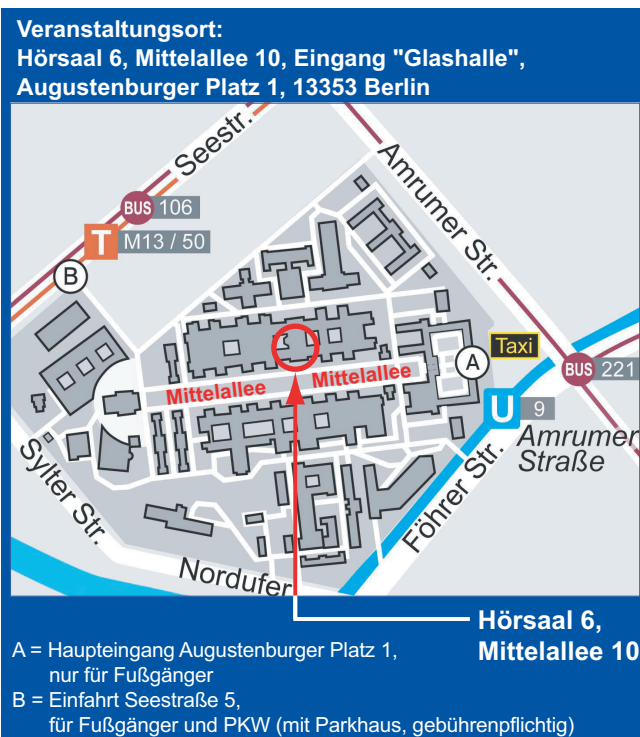 Veranstaltungsort:
Hörsaal 6, Mittelallee 10, Eingang "Glashalle",
Augustenburger Platz 1, 13353 Berlin
Seestr.
Amrumer Str.
BUS 106
T M13 / 50
B
Taxi
A
BUS 221
Mittelallee
Mittelallee
U 9
Amrumer
Straße
Sylter Str.
Föhrer Str.
Nordufer
Hörsaal 6,
Mittelallee 10
A = Haupteingang Augustenburger Platz 1,
nur für Fußgänger
B = Einfahrt Seestraße 5,
für Fußgänger und PKW (mit Parkhaus, gebührenpflichtig)